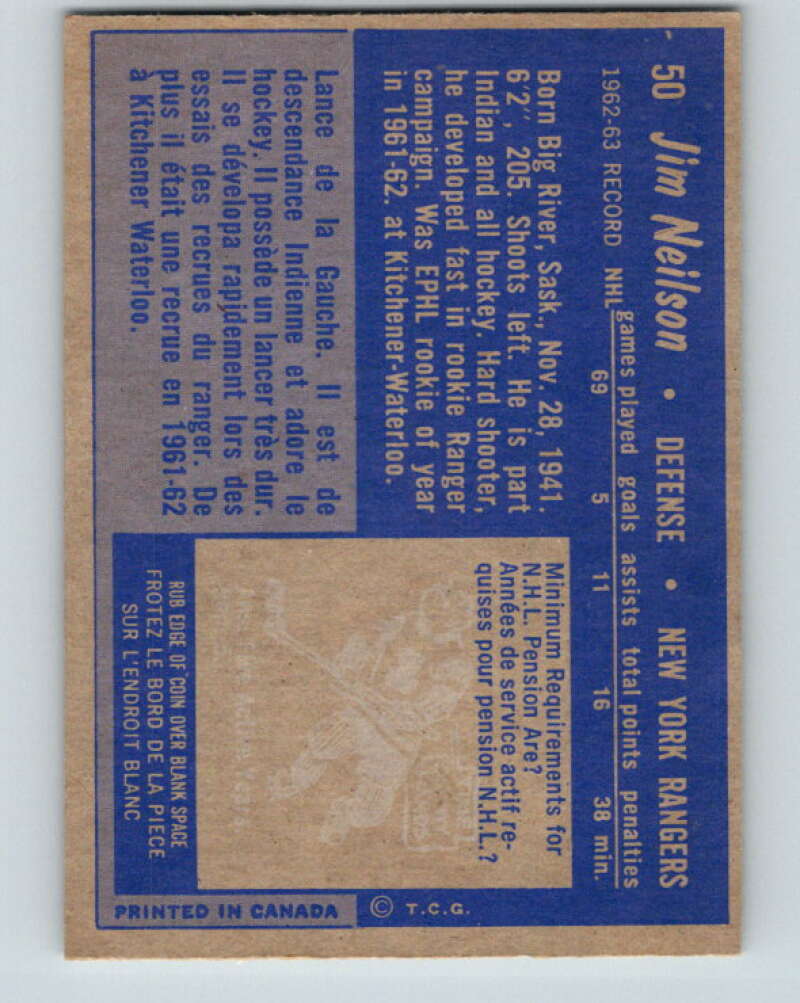 50 Jim Neilson • DEFENSE • NEW YORK RANGERS
games played goals assists total points penalties
1962-63 RECORD NHL 69 5 11 16 38 min.
Born Big River, Sask., Nov. 28, 1941.
6'2", 205. Shoots left. He is part
Indian and all hockey. Hard shooter,
he developed fast in rookie Ranger
campaign. Was EPHL rookie of year
in 1961-62. at Kitchener-Waterloo.
Lance de la Gauche. Il est de
descendance Indienne et adore le
hockey. Il possède un lancer très dur.
Il se dévelopa rapidement lors des
essais des recrues du ranger. De
plus il était une recrue en 1961-62
à Kitchener Waterloo.
Minimum Requirements for
N.H.L. Pension Are?
Années de service actif re-
quises pour pension N.H.L.?
RUB EDGE OF COIN OVER BLANK SPACE
FROTEZ LE BORD DE LA PIECE
SUR L'ENDROIT BLANC
© T.C.G.
PRINTED IN CANADA